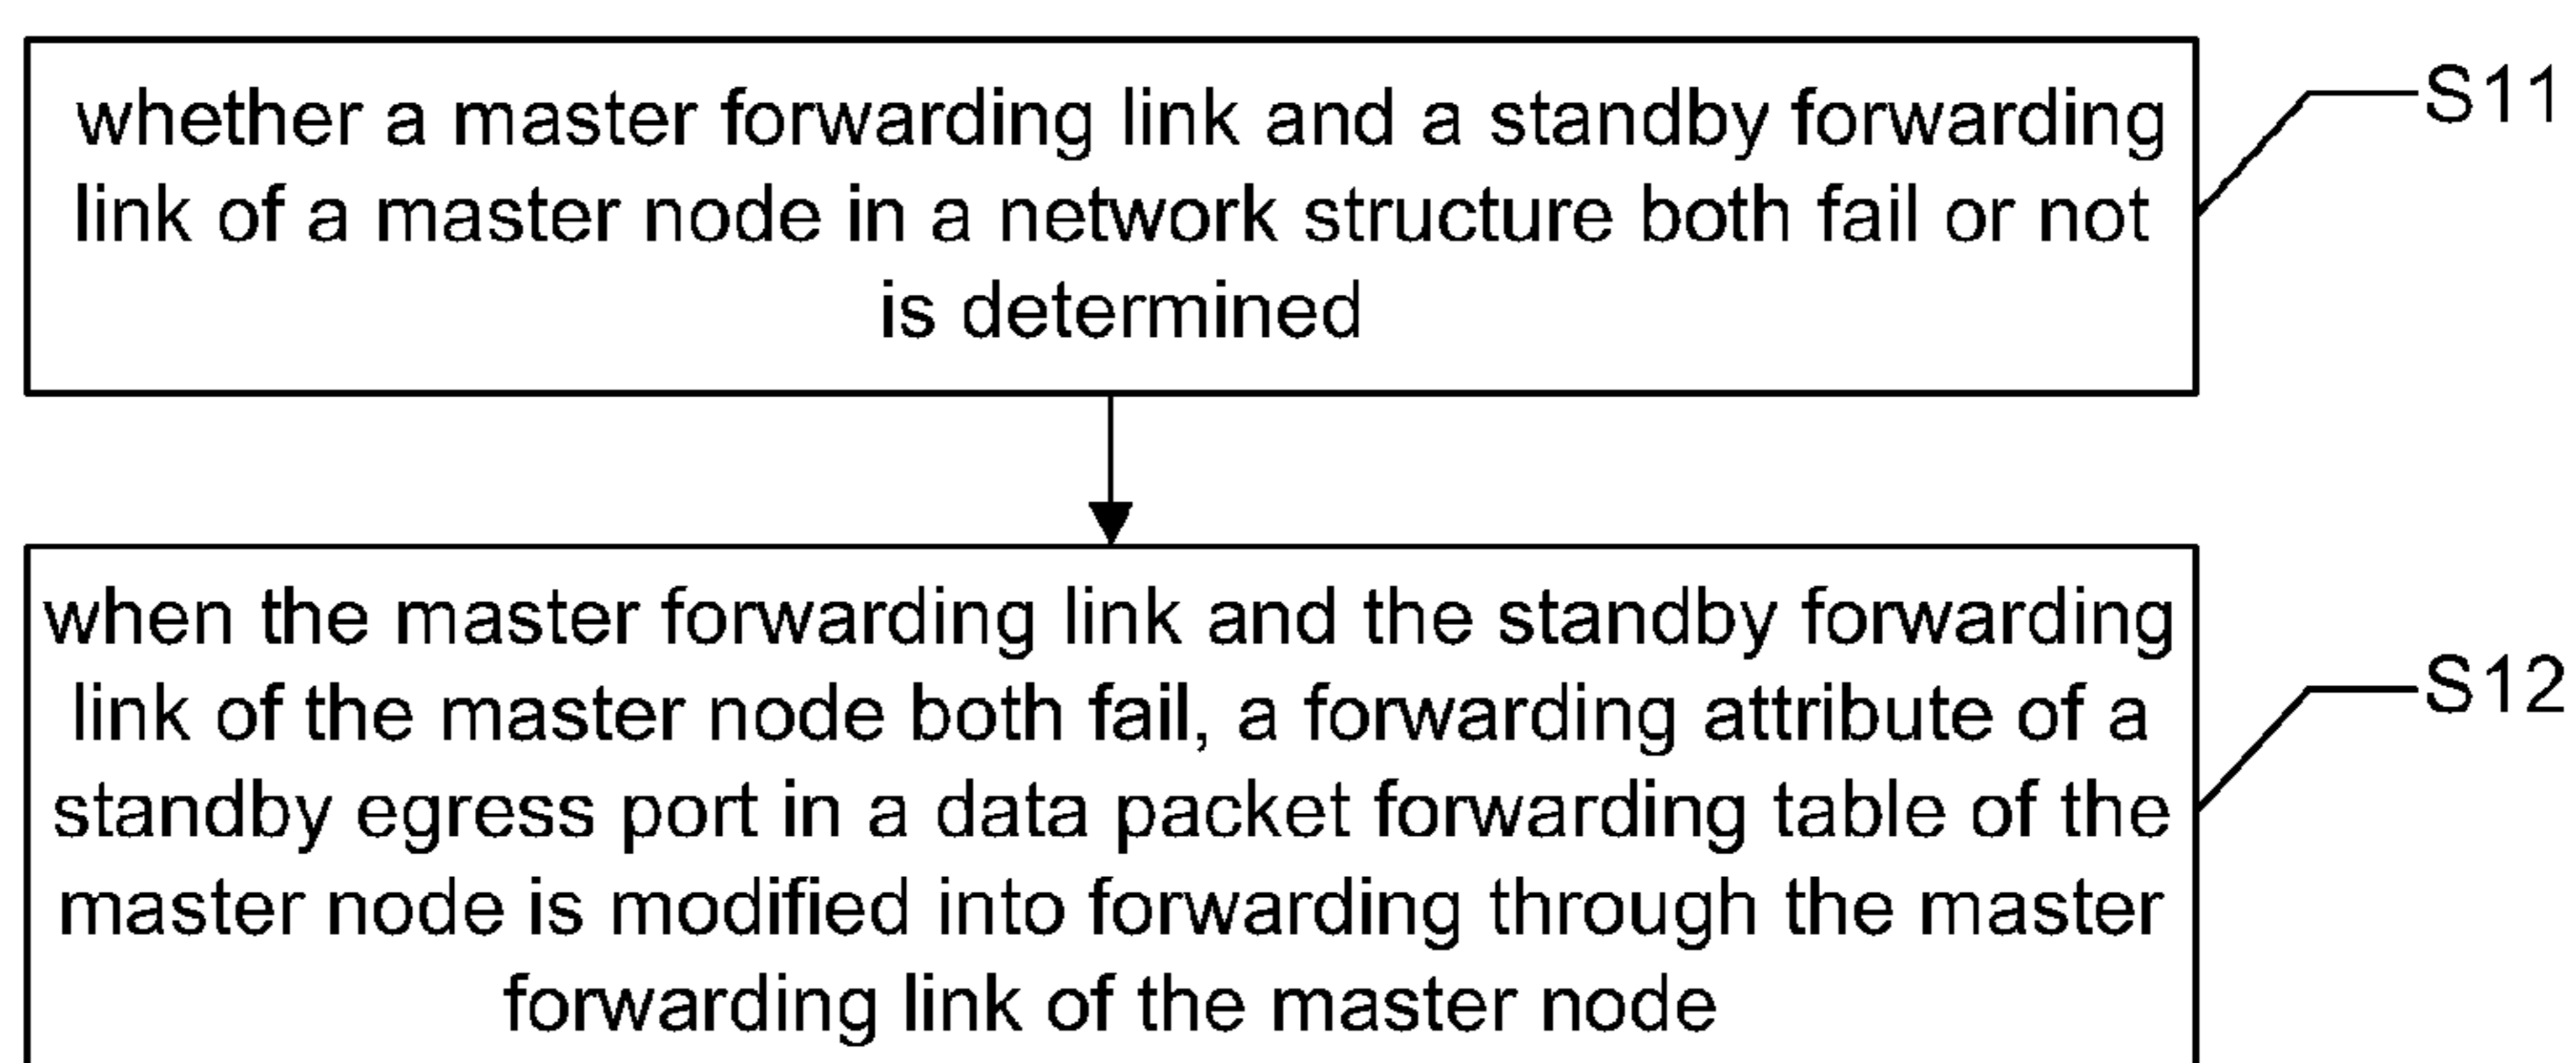 whether a master forwarding link and a standby forwarding
link of a master node in a network structure both fail or not
is determined
S11
when the master forwarding link and the standby forwarding
link of the master node both fail, a forwarding attribute of a
standby egress port in a data packet forwarding table of the
master node is modified into forwarding through the master
forwarding link of the master node
S12